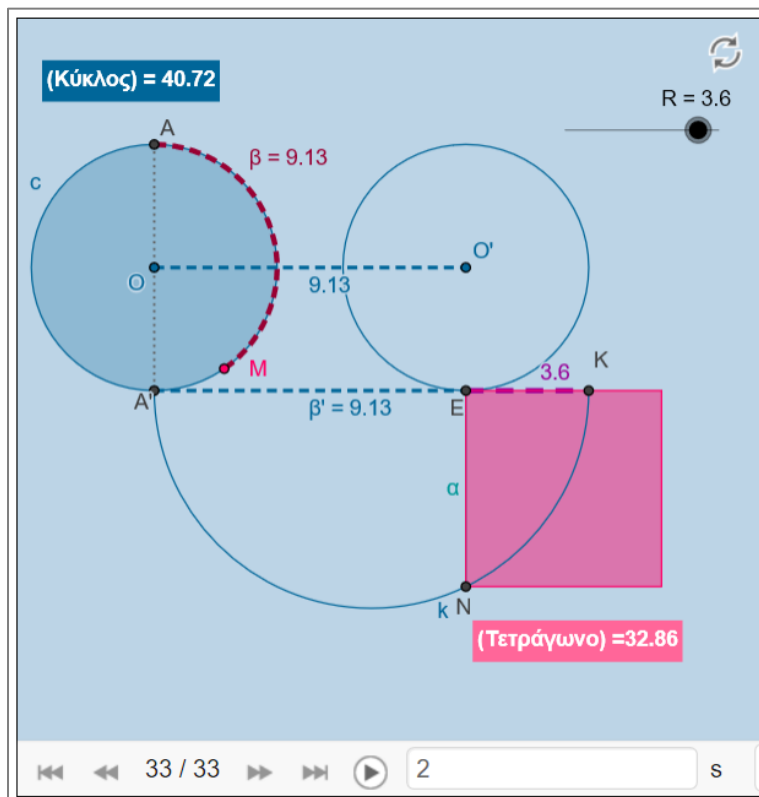 (Κύκλος) = 40.72
R = 3.6
A
β = 9.13
c
O
O'
9.13
M
K
3.6
A'
β' = 9.13
E
α
k
N
(Τετράγωνο) =32.86
33 / 33
2
s